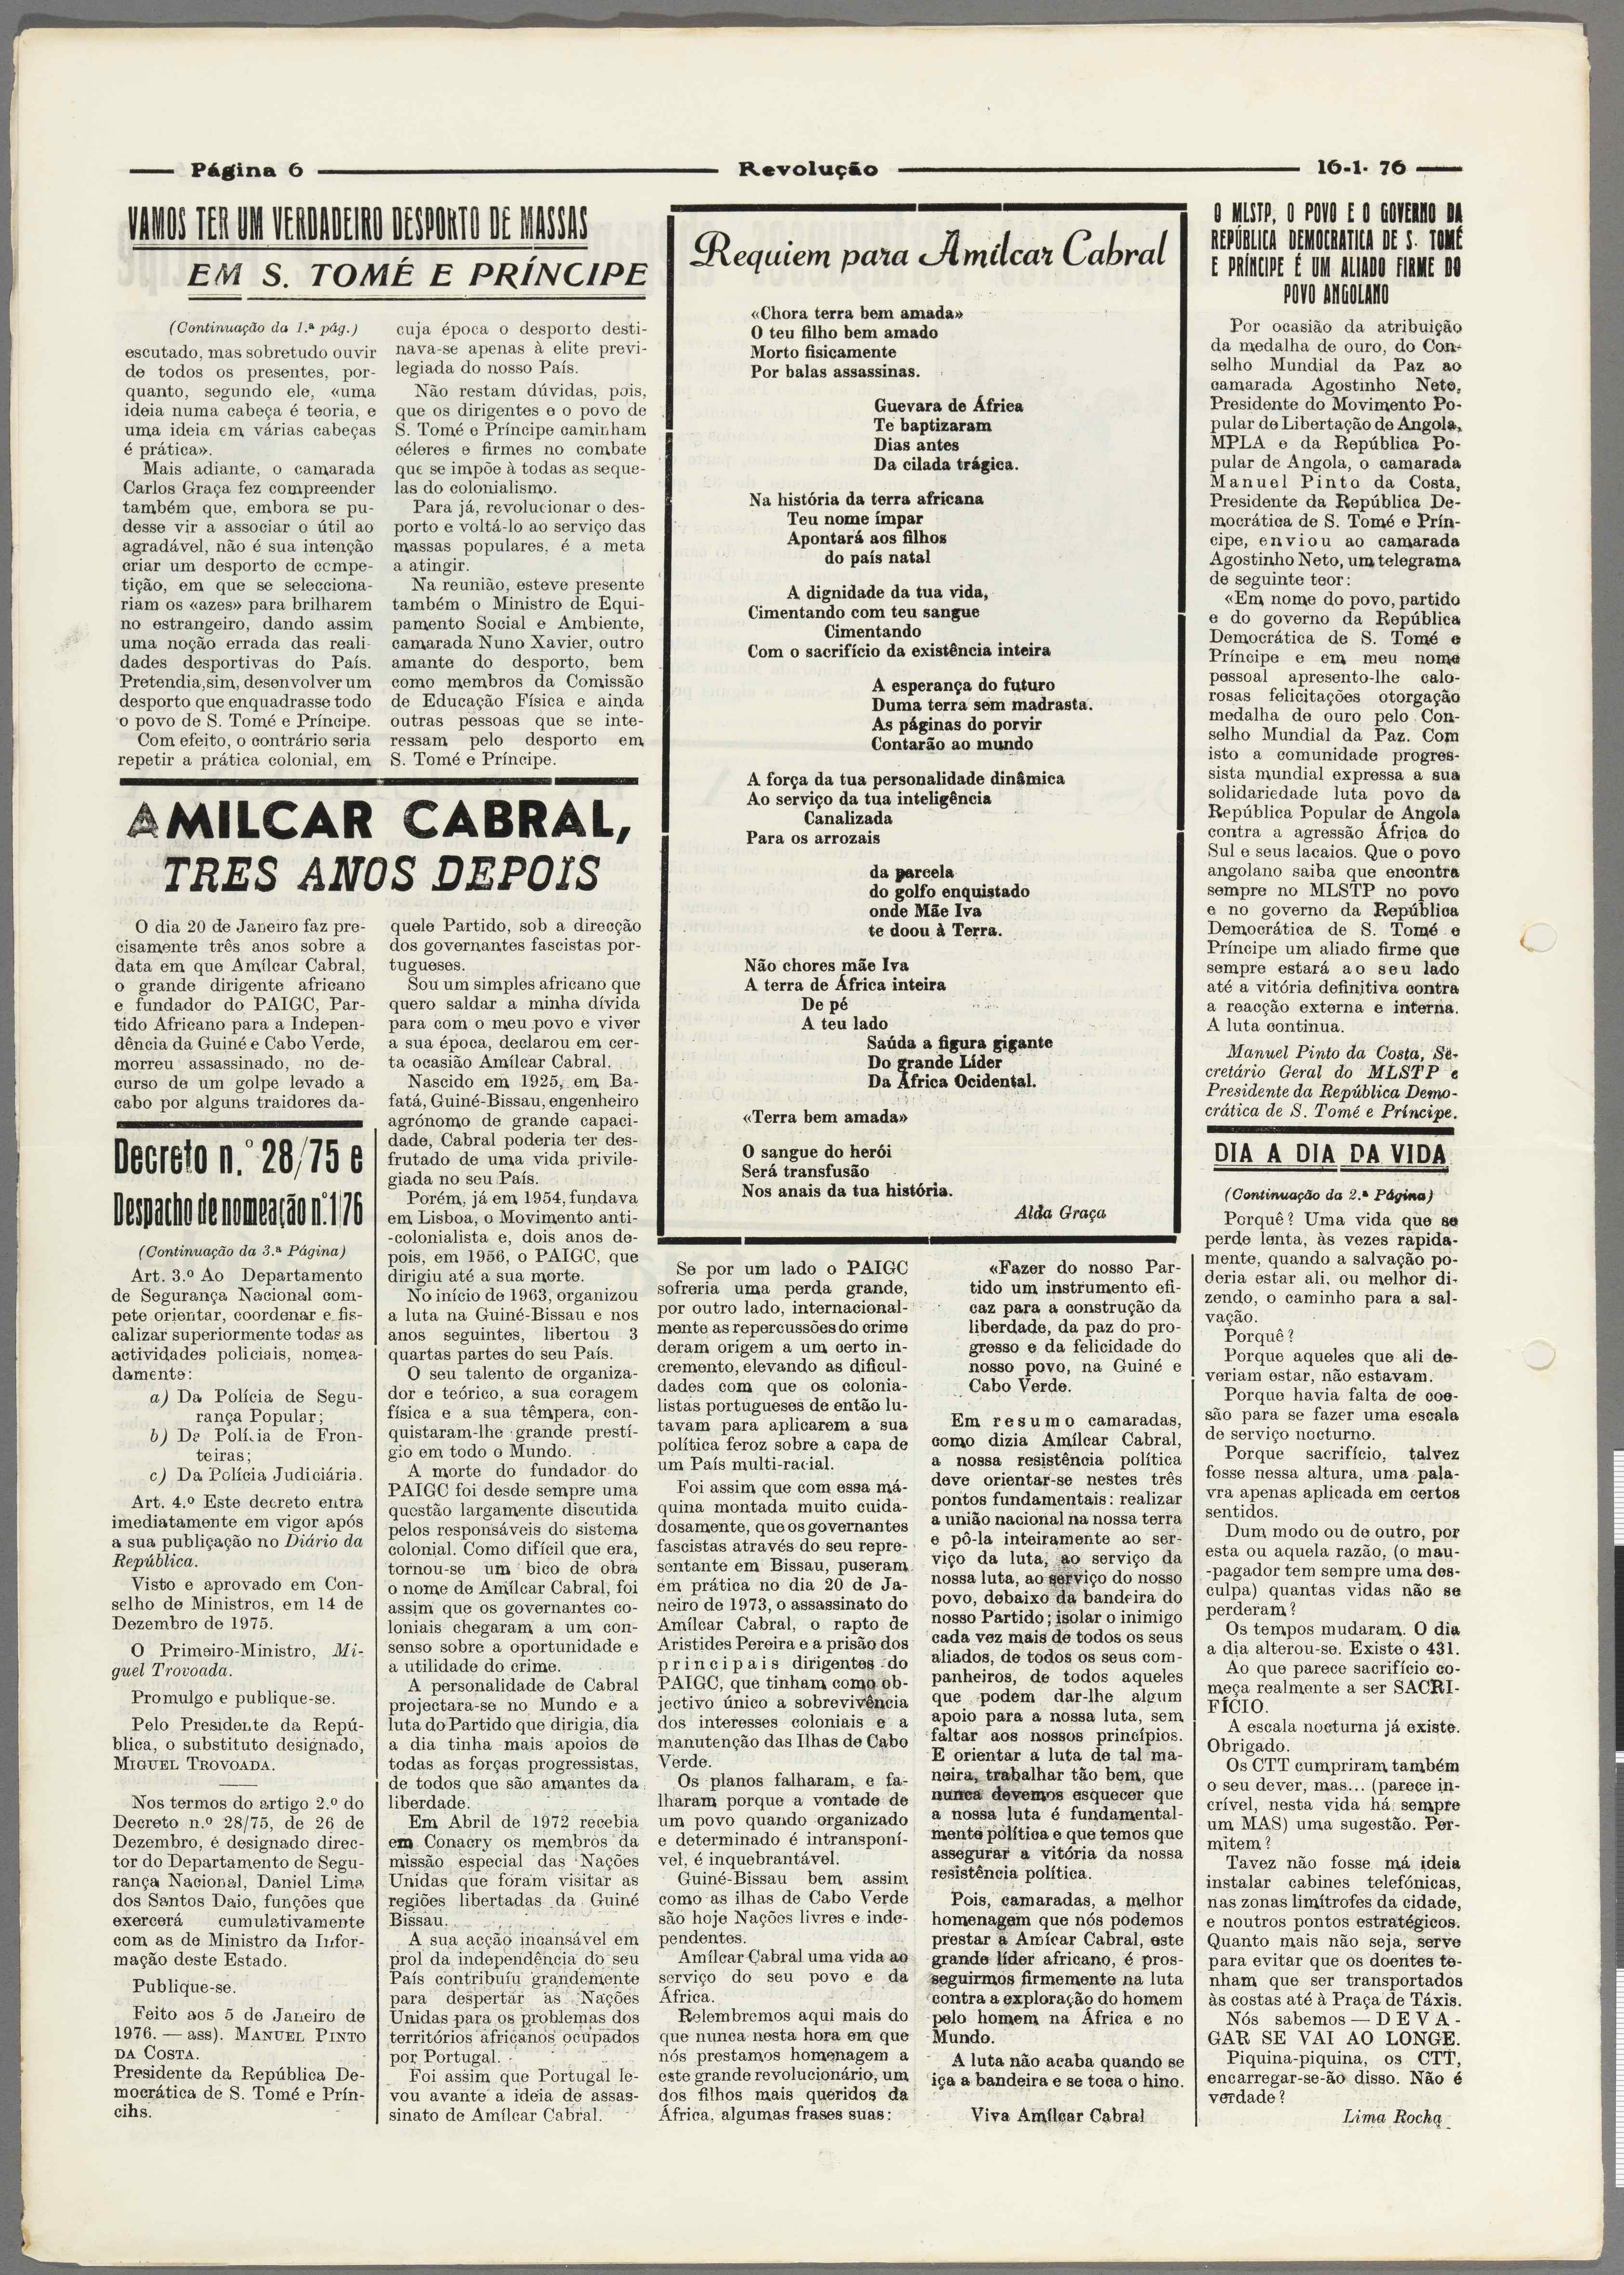 Página 6
Revolução
16-1-76
VAMOS TER UM VERDADEIRO DESPORTO DE MASSAS
EM S. TOMÉ E PRÍNCIPE
(Continuação da 1.ª pág.)
escutado, mas sobretudo ouvir
de todos os presentes, por-
quanto, segundo ele, «uma
ideia numa cabeça é teoria, e
uma ideia em várias cabeças
é prática».
Mais adiante, o camarada
Carlos Graça fez compreender
também que, embora se pu-
desse vir a associar o útil ao
agradável, não é sua intenção
criar um desporto de compe-
tição, em que se selecciona-
riam os «azes» para brilharem
no estrangeiro, dando assim
uma noção errada das reali-
dades desportivas do País.
Pretendia,sim, desenvolver um
desporto que enquadrasse todo
o povo de S. Tomé e Príncipe.
Com efeito, o contrário seria
repetir a prática colonial, em
cuja época o desporto desti-
nava-se apenas à elite previ-
legiada do nosso País.
Não restam dúvidas, pois,
que os dirigentes e o povo de
S. Tomé e Príncipe caminham
céleres e firmes no combate
que se impõe à todas as seque-
las do colonialismo.
Para já, revolucionar o des-
porto e voltá-lo ao serviço das
massas populares, é a meta
a atingir.
Na reunião, esteve presente
também o Ministro de Equi-
pamento Social e Ambiente,
camarada Nuno Xavier, outro
amante do desporto, bem
como membros da Comissão
de Educação Física e ainda
outras pessoas que se inte-
ressam pelo desporto em
S. Tomé e Príncipe.
AMILCAR CABRAL,
TRES ANOS DEPOIS
O dia 20 de Janeiro faz pre-
cisamente três anos sobre a
data em que Amílcar Cabral,
o grande dirigente africano
e fundador do PAIGC, Par-
tido Africano para a Indepen-
dência da Guiné e Cabo Verde,
morreu assassinado, no de-
curso de um golpe levado a
cabo por alguns traidores da-
quele Partido, sob a direcção
dos governantes fascistas por-
tugueses.
Sou um simples africano que
quero saldar a minha dívida
para com o meu povo e viver
a sua época, declarou em cer-
ta ocasião Amílcar Cabral.
Nascido em 1925, em Ba-
fatá, Guiné-Bissau, engenheiro
agrónomo de grande capaci-
dade, Cabral poderia ter des-
frutado de uma vida privile-
giada no seu País.
Porém, já em 1954, fundava
em Lisboa, o Movimento anti-
-colonialista e, dois anos de-
pois, em 1956, o PAIGC, que
dirigiu até a sua morte.
No início de 1963, organizou
a luta na Guiné-Bissau e nos
anos seguintes, libertou 3
quartas partes do seu País.
O seu talento de organiza-
dor e teórico, a sua coragem
física e a sua têmpera, con-
quistaram-lhe grande prestí-
gio em todo o Mundo.
A morte do fundador do
PAIGC foi desde sempre uma
questão largamente discutida
pelos responsáveis do sistema
colonial. Como difícil que era,
tornou-se um bico de obra
o nome de Amílcar Cabral, foi
assim que os governantes co-
loniais chegaram a um con-
senso sobre a oportunidade e
a utilidade do crime.
A personalidade de Cabral
projectara-se no Mundo e a
luta do Partido que dirigia, dia
a dia tinha mais apoios de
todas as forças progressistas,
de todos que são amantes da
liberdade.
Em Abril de 1972 recebia
em Conacry os membros da
missão especial das Nações
Unidas que foram visitar as
regiões libertadas da Guiné
Bissau.
A sua acção incansável em
prol da independência do seu
País contribuíu grandemente
para despertar as Nações
Unidas para os problemas dos
territórios africanos ocupados
por Portugal.
Foi assim que Portugal le-
vou avante a ideia de assas-
sinato de Amílcar Cabral.
Se por um lado o PAIGC
sofreria uma perda grande,
por outro lado, internacional-
mente as repercussões do crime
deram origem a um certo in-
cremento, elevando as dificul-
dades com que os colonia-
listas portugueses de então lu-
tavam para aplicarem a sua
política feroz sobre a capa de
um País multi-racial.
Foi assim que com essa má-
quina montada muito cuida-
dosamente, que os governantes
fascistas através do seu repre-
sentante em Bissau, puseram
em prática no dia 20 de Ja-
neiro de 1973, o assassinato do
Amílcar Cabral, o rapto de
Aristides Pereira e a prisão dos
principais dirigentes do
PAIGC, que tinham como ob-
jectivo único a sobrevivência
dos interesses coloniais e a
manutenção das Ilhas de Cabo
Verde.
Os planos falharam, e fa-
lharam porque a vontade de
um povo quando organizado
e determinado é intransponí-
vel, é inquebrantável.
Guiné-Bissau bem assim
como as ilhas de Cabo Verde
são hoje Nações livres e inde-
pendentes.
Amílcar Cabral uma vida ao
serviço do seu povo e da
África.
Relembremos aqui mais do
que nunca nesta hora em que
nós prestamos homenagem a
este grande revolucionário, um
dos filhos mais queridos da
África, algumas frases suas:
«Fazer do nosso Par-
tido um instrumento efi-
caz para a construção da
liberdade, da paz do pro-
gresso e da felicidade do
nosso povo, na Guiné e
Cabo Verde.
Em resumo camaradas,
como dizia Amílcar Cabral,
a nossa resistência política
deve orientar-se nestes três
pontos fundamentais: realizar
a união nacional na nossa terra
e pô-la inteiramente ao ser-
viço da luta, ao serviço da
nossa luta, ao serviço do nosso
povo, debaixo da bandeira do
nosso Partido; isolar o inimigo
cada vez mais de todos os seus
aliados, de todos os seus com-
panheiros, de todos aqueles
que podem dar-lhe algum
apoio para a nossa luta, sem
faltar aos nossos princípios.
E orientar a luta de tal ma-
neira, trabalhar tão bem, que
nunca devemos esquecer que
a nossa luta é fundamental-
mente política e que temos que
assegurar a vitória da nossa
resistência política.
Pois, camaradas, a melhor
homenagem que nós podemos
prestar a Amícar Cabral, este
grande líder africano, é pros-
seguirmos firmemente na luta
contra a exploração do homem
pelo homem na África e no
Mundo.
A luta não acaba quando se
iça a bandeira e se toca o hino.
Viva Amílcar Cabral
Decreto n.º 28/75 e
Despacho de nomeação n.º 1/76
(Continuação da 3.ª Página)
Art. 3.º Ao Departamento
de Segurança Nacional com-
pete orientar, coordenar e fis-
calizar superiormente todas as
actividades policiais, nomea-
damente:
a) Da Polícia de Segu-
rança Popular;
b) De Polícia de Fron-
teiras;
c) Da Polícia Judiciária.
Art. 4.º Este decreto entra
imediatamente em vigor após
a sua publiçação no Diário da
República.
Visto e aprovado em Con-
selho de Ministros, em 14 de
Dezembro de 1975.
O Primeiro-Ministro, Mi-
guel Trovoada.
Promulgo e publique-se.
Pelo Presidente da Repú-
blica, o substituto designado,
MIGUEL TROVOADA.
Nos termos do artigo 2.º do
Decreto n.º 28/75, de 26 de
Dezembro, é designado direc-
tor do Departamento de Segu-
rança Nacional, Daniel Lima
dos Santos Daio, funções que
exercerá cumulativamente
com as de Ministro da Infor-
mação deste Estado.
Publique-se.
Feito aos 5 de Janeiro de
1976. — ass). MANUEL PINTO
DA COSTA.
Presidente da República De-
mocrática de S. Tomé e Prín-
cihs.
Requiem para Amílcar Cabral
«Chora terra bem amada»
O teu filho bem amado
Morto fisicamente
Por balas assassinas.
Guevara de África
Te baptizaram
Dias antes
Da cilada trágica.
Na história da terra africana
Teu nome ímpar
Apontará aos filhos
do país natal
A dignidade da tua vida,
Cimentando com teu sangue
Cimentando
Com o sacrifício da existência inteira
A esperança do futuro
Duma terra sem madrasta.
As páginas do porvir
Contarão ao mundo
A força da tua personalidade dinâmica
Ao serviço da tua inteligência
Canalizada
Para os arrozais
da parcela
do golfo enquistado
onde Mãe Iva
te doou à Terra.
Não chores mãe Iva
A terra de África inteira
De pé
A teu lado
Saúda a figura gigante
Do grande Líder
Da África Ocidental.
«Terra bem amada»
O sangue do herói
Será transfusão
Nos anais da tua história.
Alda Graça
O MLSTP, O POVO E O GOVERNO DA
REPÚBLICA DEMOCRATICA DE S. TOMÉ
E PRÍNCIPE É UM ALIADO FIRME DO
POVO ANGOLANO
Por ocasião da atribuição
da medalha de ouro, do Con-
selho Mundial da Paz ao
camarada Agostinho Neto,
Presidente do Movimento Po-
pular de Libertação de Angola,
MPLA e da República Po-
pular de Angola, o camarada
Manuel Pinto da Costa,
Presidente da República De-
mocrática de S. Tomé e Prín-
cipe, enviou ao camarada
Agostinho Neto, um telegrama
de seguinte teor:
«Em nome do povo, partido
e do governo da República
Democrática de S. Tomé e
Príncipe e em meu nome
pessoal apresento-lhe calo-
rosas felicitações otorgação
medalha de ouro pelo Con-
selho Mundial da Paz. Com
isto a comunidade progres-
sista mundial expressa a sua
solidariedade luta povo da
República Popular de Angola
contra a agressão África do
Sul e seus lacaios. Que o povo
angolano saiba que encontra
sempre no MLSTP no povo
e no governo da República
Democrática de S. Tomé e
Príncipe um aliado firme que
sempre estará ao seu lado
até a vitória definitiva contra
a reacção externa e interna.
A luta continua.
Manuel Pinto da Costa, Se-
cretário Geral do MLSTP e
Presidente da República Demo-
crática de S. Tomé e Príncipe.
DIA A DIA DA VIDA
(Continuação da 2.ª Página)
Porquê? Uma vida que se
perde lenta, às vezes rapida-
mente, quando a salvação po-
deria estar ali, ou melhor di-
zendo, o caminho para a sal-
vação.
Porquê?
Porque aqueles que ali de-
veriam estar, não estavam.
Porque havia falta de coe-
são para se fazer uma escala
de serviço nocturno.
Porque sacrifício, talvez
fosse nessa altura, uma pala-
vra apenas aplicada em certos
sentidos.
Dum modo ou de outro, por
esta ou aquela razão, (o mau-
-pagador tem sempre uma des-
culpa) quantas vidas não se
perderam?
Os tempos mudaram. O dia
a dia alterou-se. Existe o 431.
Ao que parece sacrifício co-
meça realmente a ser SACRI-
FÍCIO.
A escala nocturna já existe.
Obrigado.
Os CTT cumpriram também
o seu dever, mas... (parece in-
crível, nesta vida há sempre
um MAS) uma sugestão. Per-
mitem?
Tavez não fosse má ideia
instalar cabines telefónicas,
nas zonas limítrofes da cidade,
e noutros pontos estratégicos.
Quanto mais não seja, serve
para evitar que os doentes te-
nham que ser transportados
às costas até à Praça de Táxis.
Nós sabemos — DEVA-
GAR SE VAI AO LONGE.
Piquina-piquina, os CTT,
encarregar-se-ão disso. Não é
verdade?
Lima Rocha